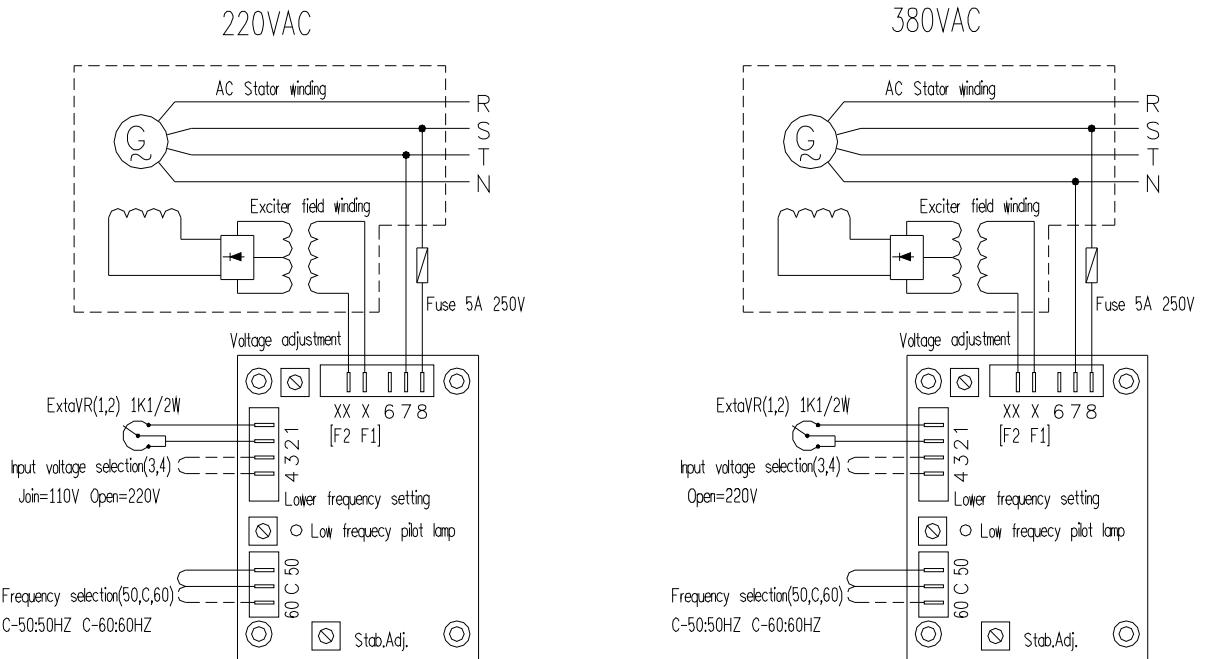 220VAC
AC Stator winding
R
S
T
N
G
Exciter field winding
Fuse 5A 250V
Voltage adjustment
XX X 6 7 8
[F2 F1]
ExtaVR(1,2) 1K1/2W
1
2
3
4
Input voltage selection(3,4)
Join=110V Open=220V
Lower frequency setting
Low frequecy pilot lamp
50
C
60
Frequency selection(50,C,60)
C-50:50HZ C-60:60HZ
Stab.Adj.
380VAC
AC Stator winding
R
S
T
N
G
Exciter field winding
Fuse 5A 250V
Voltage adjustment
XX X 6 7 8
[F2 F1]
ExtaVR(1,2) 1K1/2W
1
2
3
4
Input voltage selection(3,4)
Open=220V
Lower frequency setting
Low frequecy pilot lamp
50
C
60
Frequency selection(50,C,60)
C-50:50HZ C-60:60HZ
Stab.Adj.